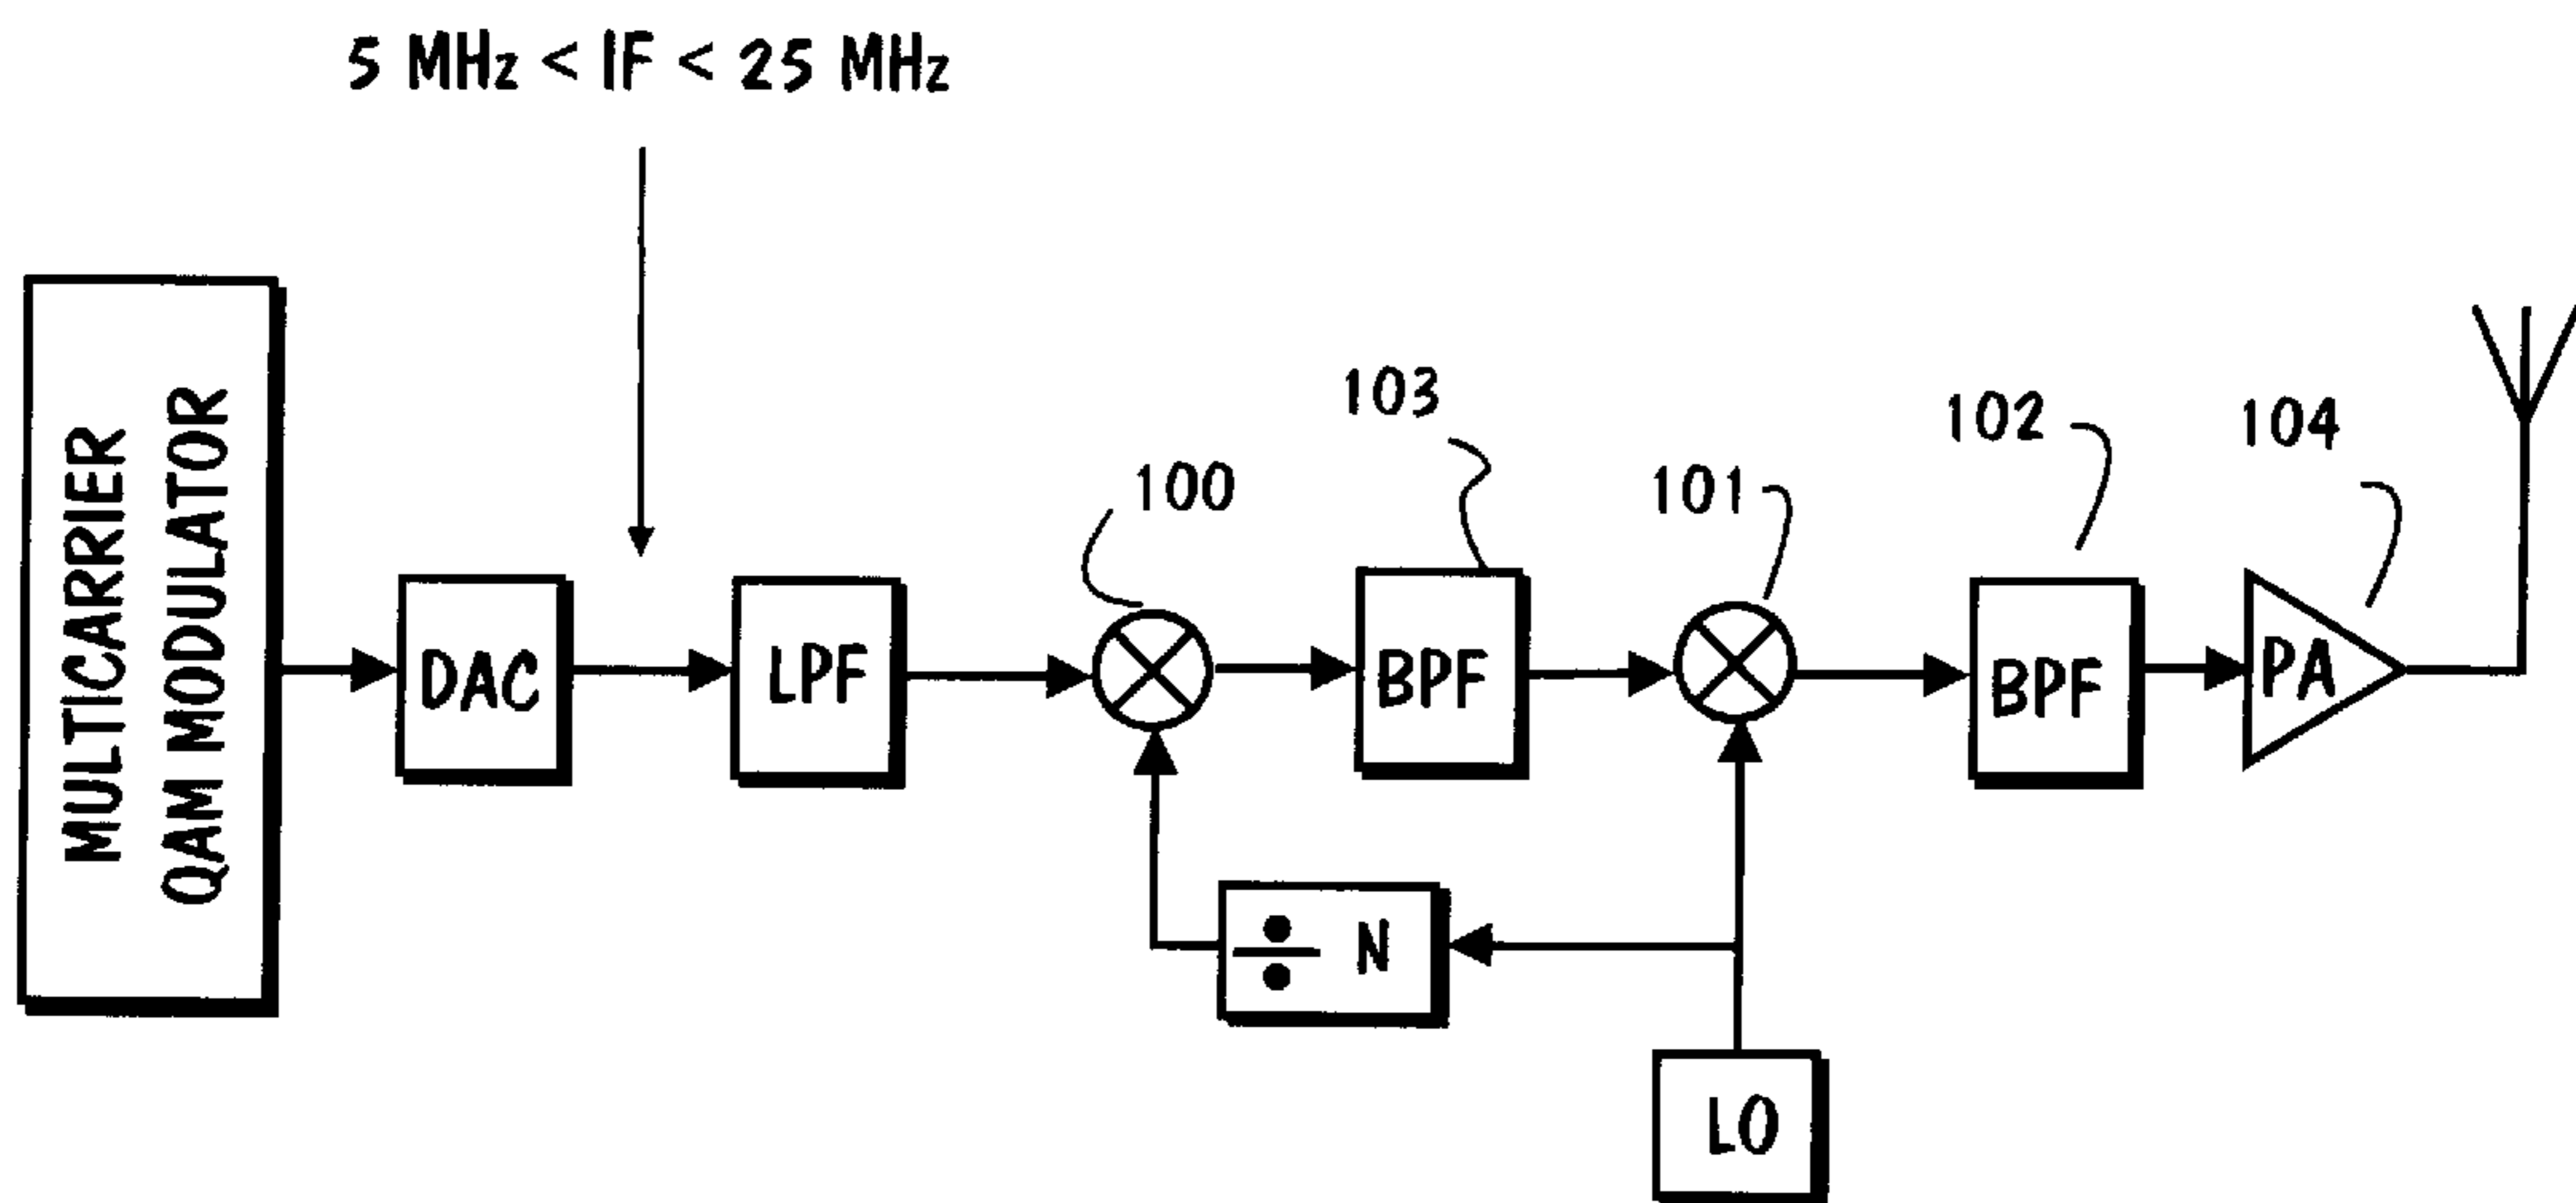 5 MHz < IF < 25 MHz
MULTICARRIER
QAM MODULATOR
DAC
LPF
100
BPF
103
101
BPF
102
PA
104
÷ N
LO